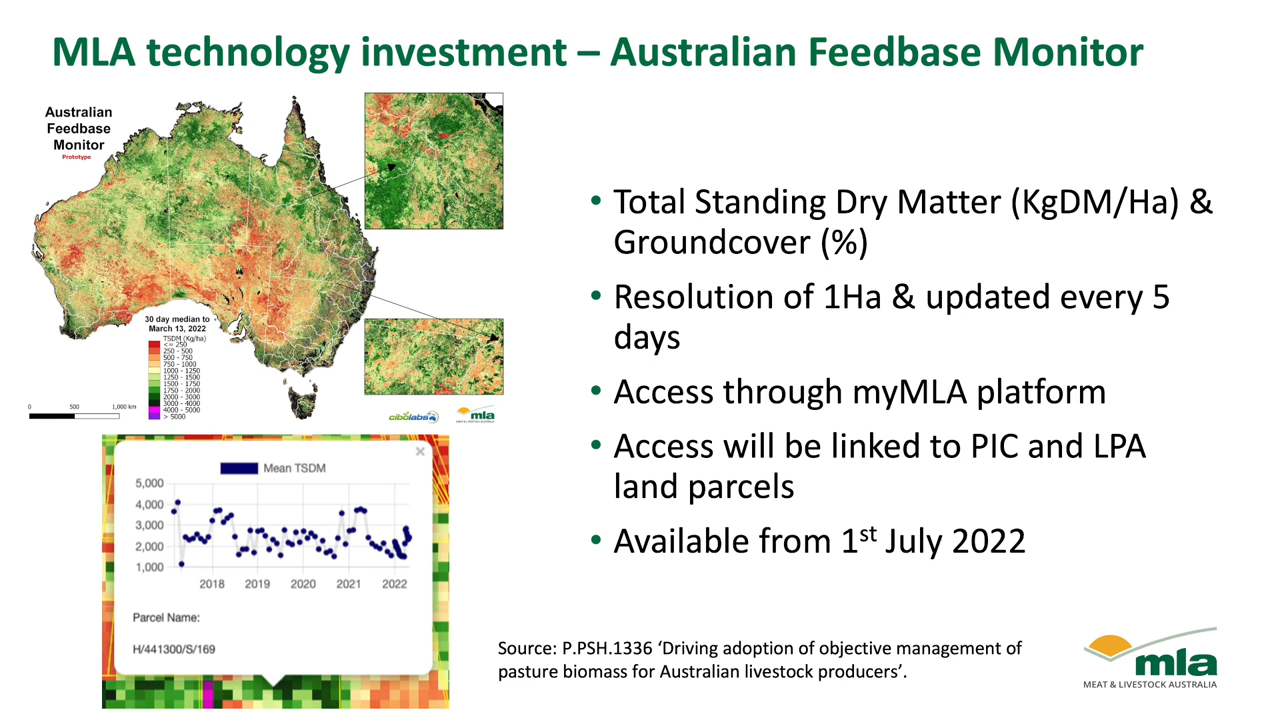 MLA technology investment – Australian Feedbase Monitor
Australian
Feedbase
Monitor
Prototype
30 day median to
March 13, 2022
TSDM (Kg/ha)
<= 250
250 - 500
500 - 750
750 - 1000
1000 - 1250
1250 - 1500
1500 - 1750
1750 - 2000
2000 - 3000
3000 - 4000
4000 - 5000
> 5000
0 500 1,000 km
cibolabs
mla
MEAT & LIVESTOCK AUSTRALIA
×
Mean TSDM
5,000
4,000
3,000
2,000
1,000
2018 2019 2020 2021 2022
Parcel Name:
H/441300/S/169
• Total Standing Dry Matter (KgDM/Ha) &
Groundcover (%)
• Resolution of 1Ha & updated every 5
days
• Access through myMLA platform
• Access will be linked to PIC and LPA
land parcels
• Available from 1st July 2022
Source: P.PSH.1336 ‘Driving adoption of objective management of
pasture biomass for Australian livestock producers’.
mla
MEAT & LIVESTOCK AUSTRALIA